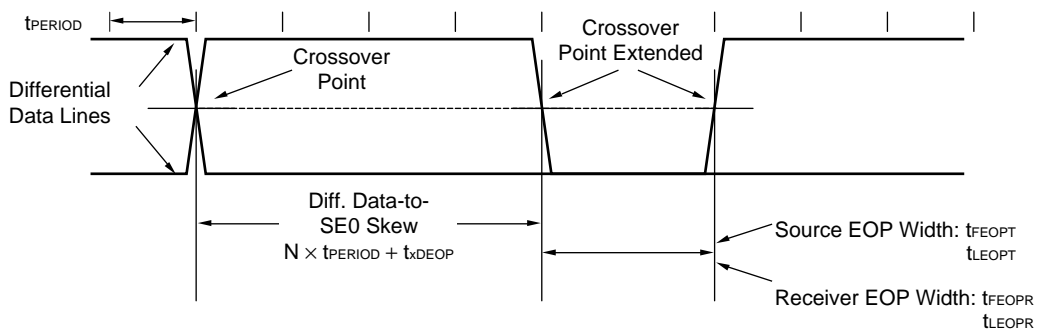 tPERIOD
Crossover
Point
Crossover
Point Extended
Differential
Data Lines
Diff. Data-to-
SE0 Skew
N × tPERIOD + txDEOP
Source EOP Width: tFEOPT
tLEOPT
Receiver EOP Width: tFEOPR
tLEOPR